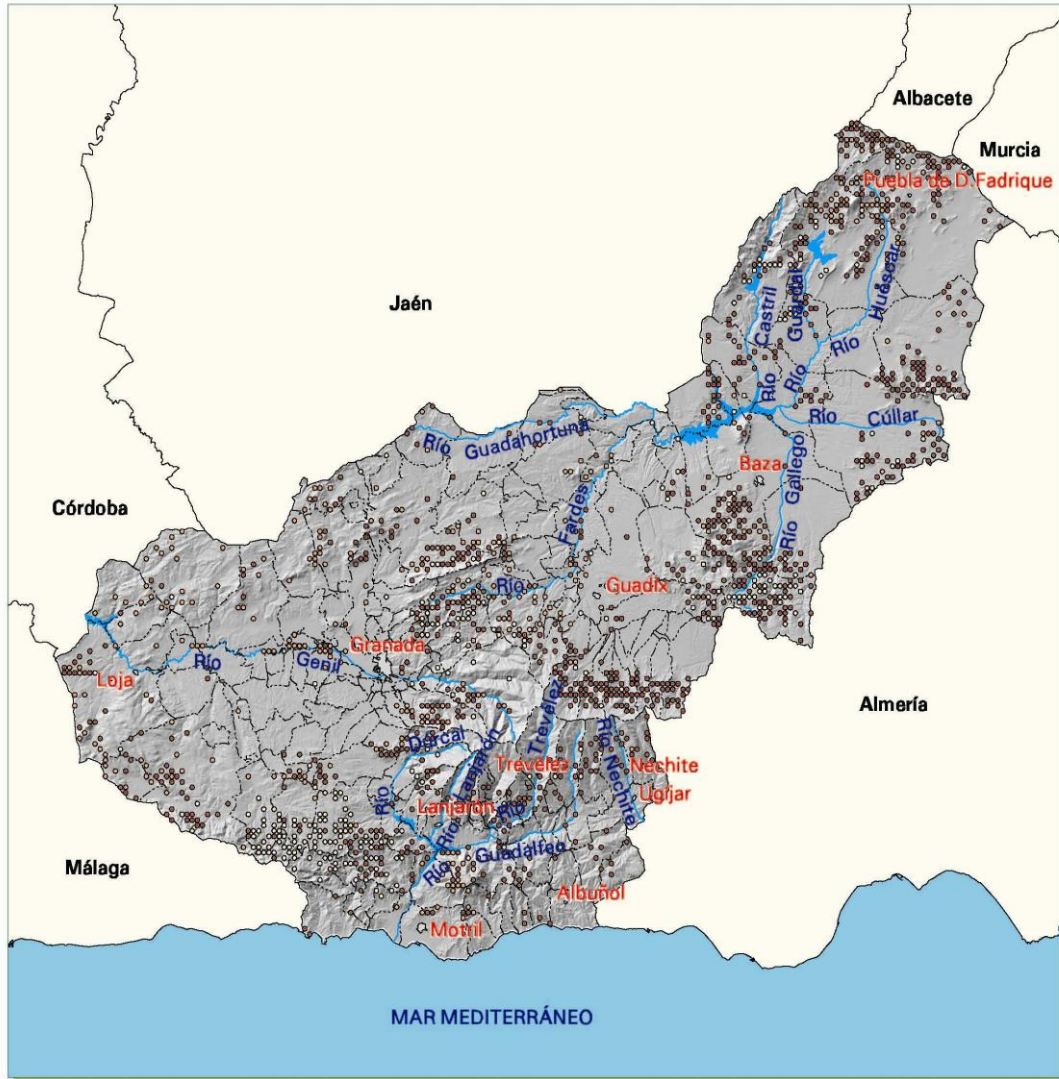 Albacete
Murcia
Puebla de D. Fadrique
Jaén
Río Castril
Río Guardal
Río Huescar
Río Guadahortuna
Río Cúllar
Baza
Río Gallego
Córdoba
Río Fardes
Guadix
Granada
Río Genil
Loja
Almería
Río Dúrcal
Río Lanjarón
Río Trevélez
Río Nechite
Trevélez
Nechite
Ugíjar
Lanjarón
Río Guadalfeo
Málaga
Albuñol
Motril
MAR MEDITERRÁNEO